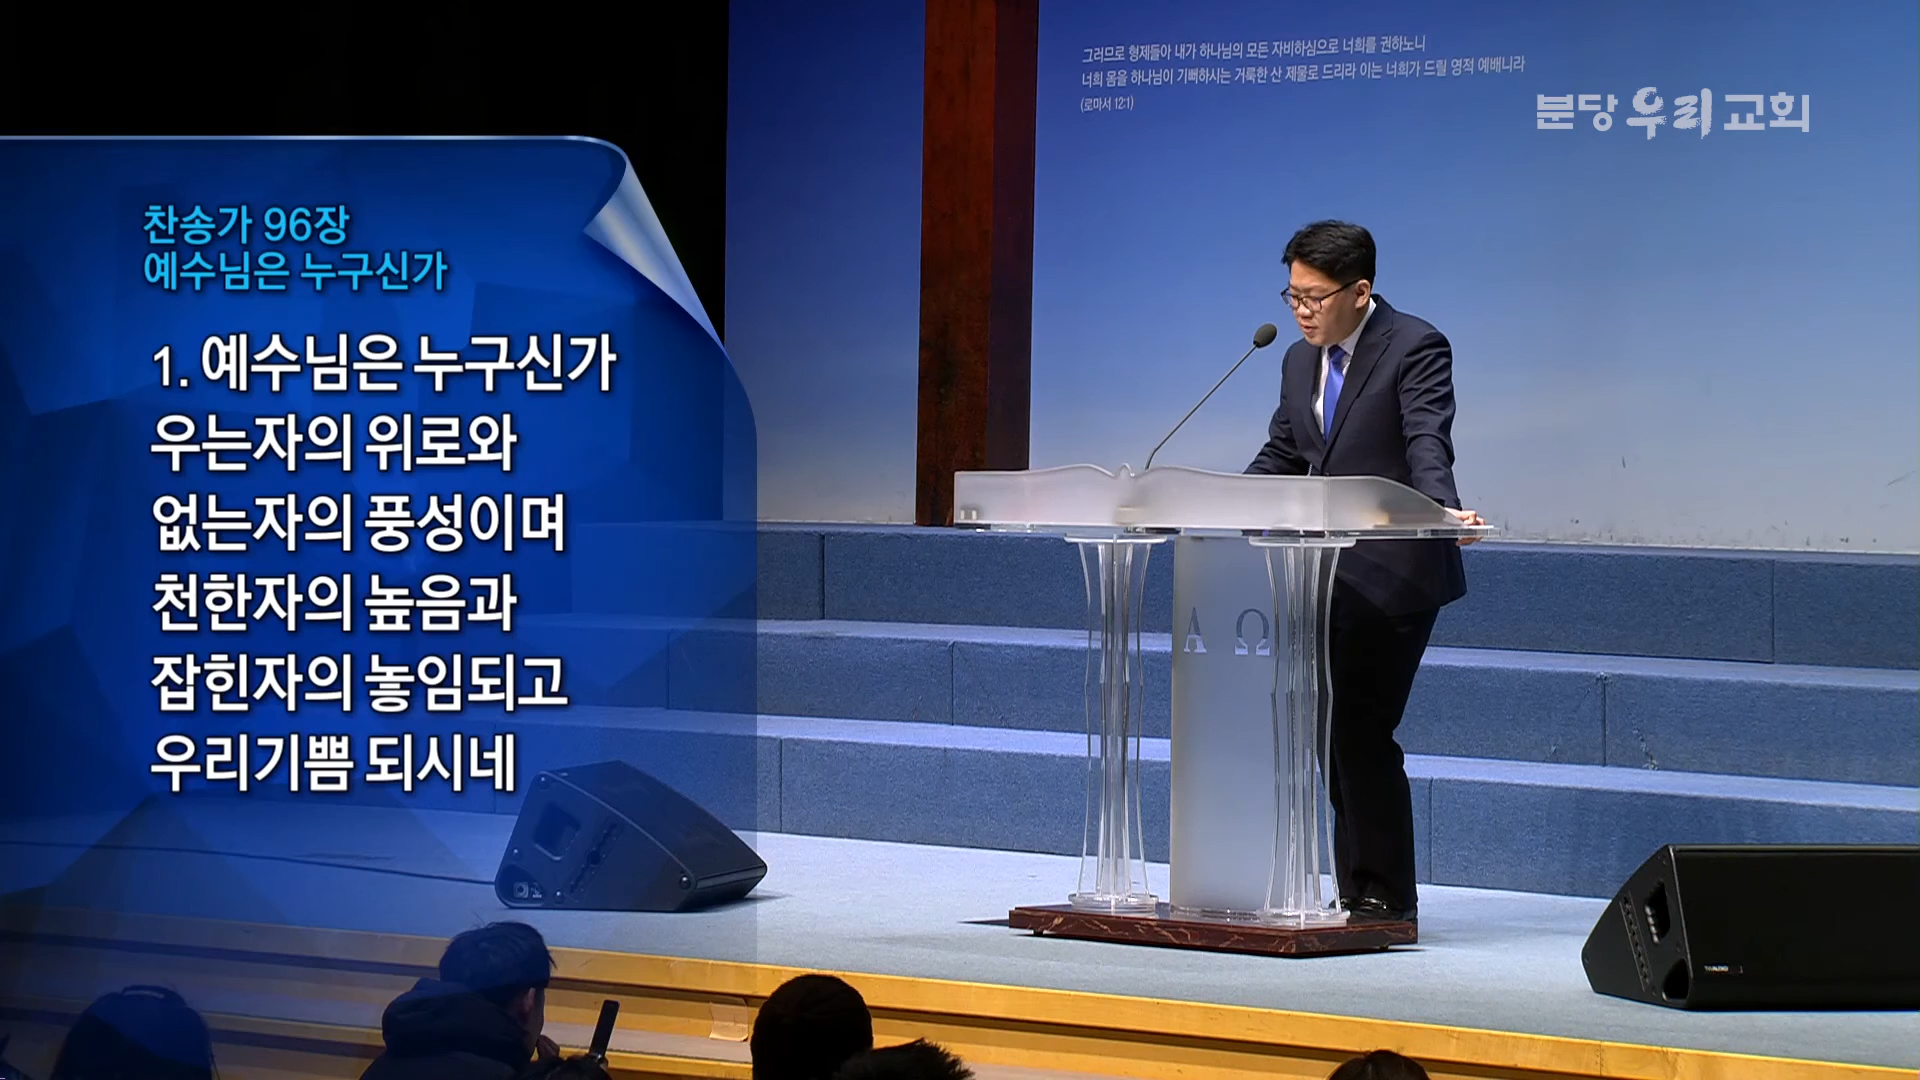 그러므로 형제들아 내가 하나님의 모든 자비하심으로 너희를 권하노니
너희 몸을 하나님이 기뻐하시는 거룩한 산 제물로 드리라 이는 너희가 드릴 영적 예배니라
(로마서 12:1)
분당우리교회
찬송가 96장
예수님은 누구신가
1. 예수님은 누구신가
우는자의 위로와
없는자의 풍성이며
천한자의 높음과
잡힌자의 놓임되고
우리기쁨 되시네
Α Ω